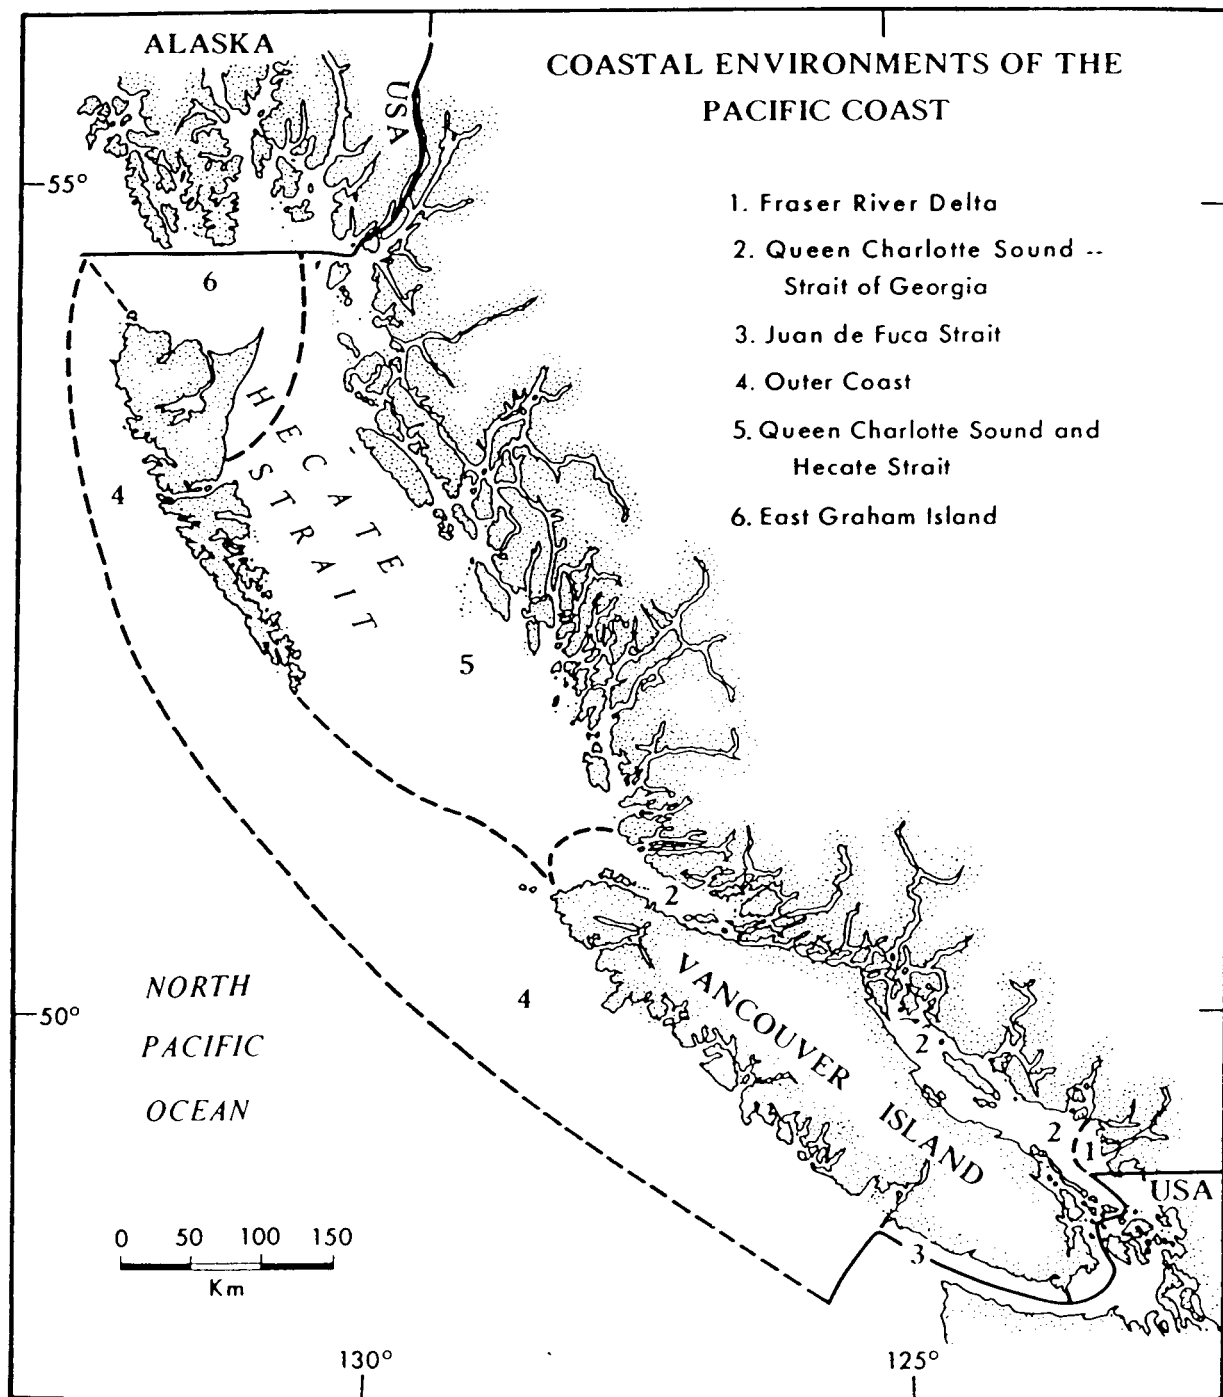 ALASKA
USA
COASTAL ENVIRONMENTS OF THE
PACIFIC COAST
55°
1. Fraser River Delta
2. Queen Charlotte Sound --
Strait of Georgia
3. Juan de Fuca Strait
4. Outer Coast
5. Queen Charlotte Sound and
Hecate Strait
6. East Graham Island
6
HECATE
STRAIT
4
5
2
NORTH
PACIFIC
OCEAN
50°
4
VANCOUVER
ISLAND
2
2
1
USA
3
0 50 100 150
Km
130°
125°